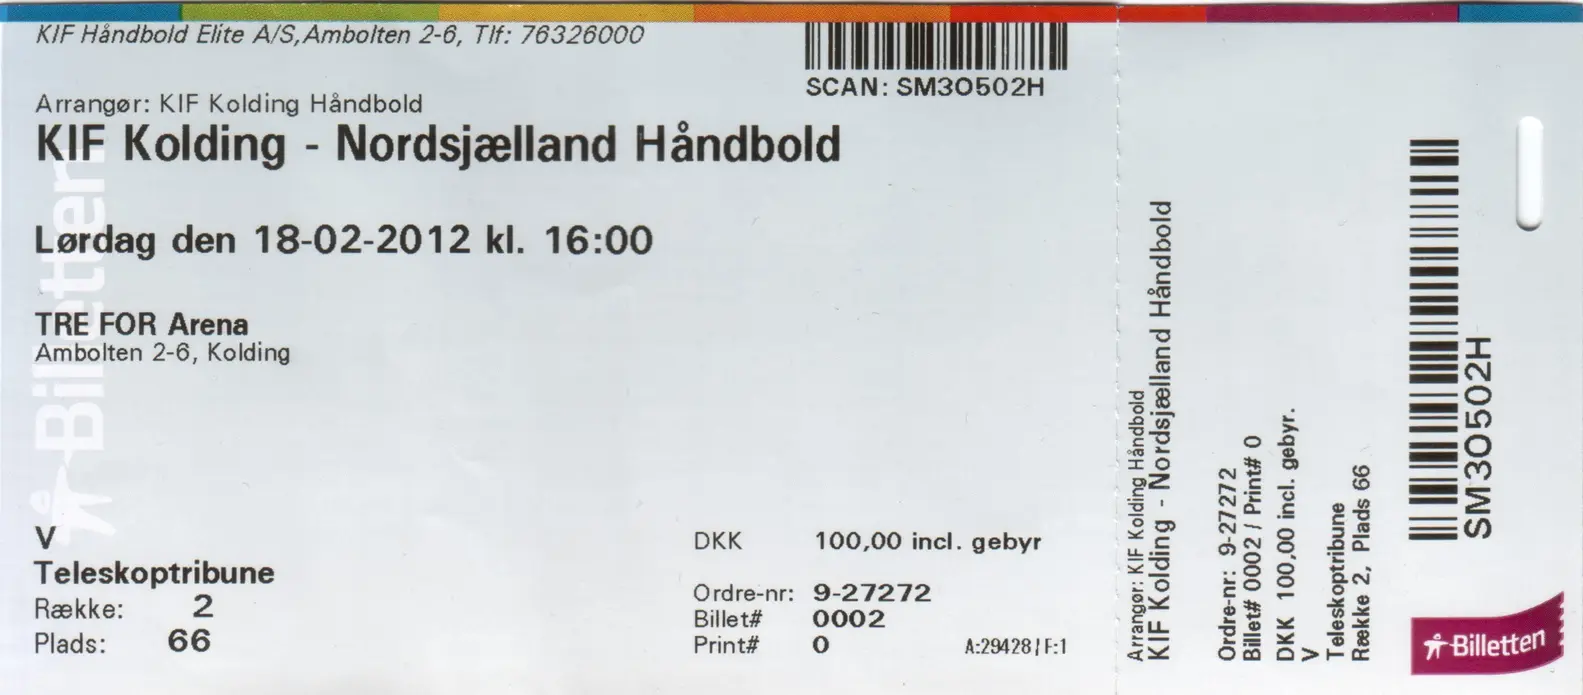 KIF Håndbold Elite A/S, Ambolten 2-6, Tlf: 76326000
SCAN: SM3O502H
Arrangør: KIF Kolding Håndbold
KIF Kolding - Nordsjælland Håndbold
Lørdag den 18-02-2012 kl. 16:00
TRE FOR Arena
Ambolten 2-6, Kolding
Billetten
V
Teleskoptribune
Række: 2
Plads: 66
DKK 100,00 incl. gebyr
Ordre-nr: 9-27272
Billet# 0002
Print# 0
A:29428/F:1
Arrangør: KIF Kolding Håndbold
KIF Kolding - Nordsjælland Håndbold
Ordre-nr: 9-27272
Billet# 0002 / Print# 0
DKK 100,00 incl. gebyr.
V
Teleskoptribune
Række 2, Plads 66
SM3O502H
Billetten